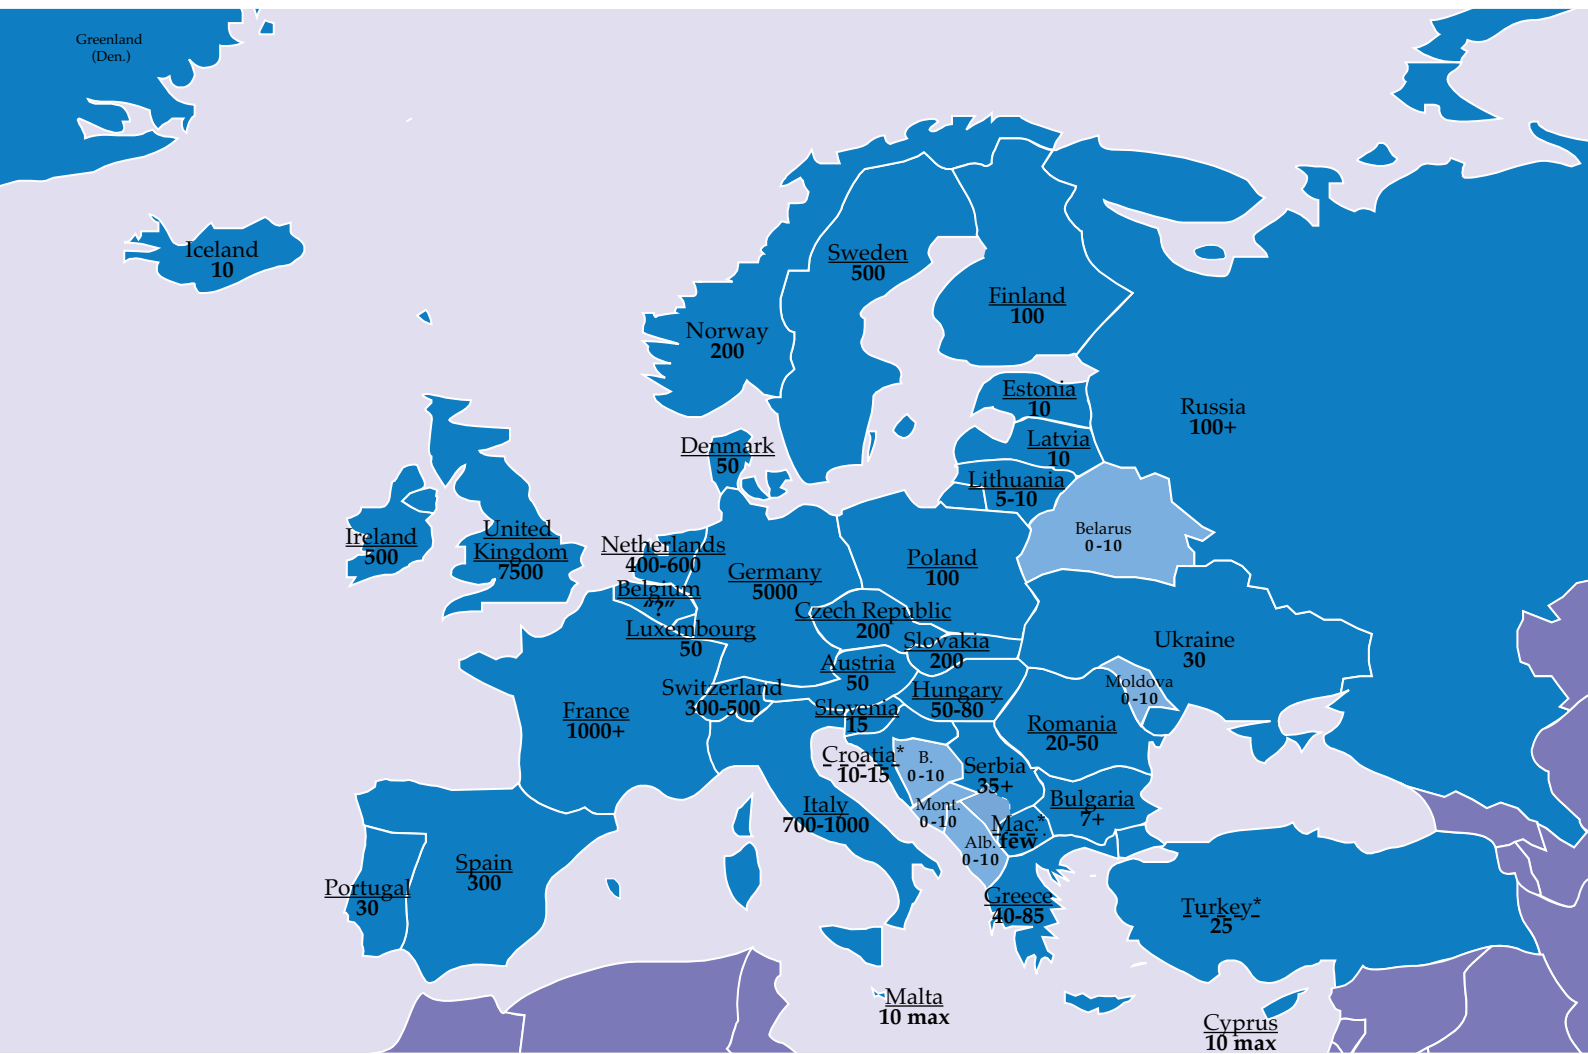 Greenland
(Den.)
Iceland
10
Sweden
500
Finland
100
Norway
200
Estonia
10
Russia
100+
Latvia
10
Denmark
50
Lithuania
5-10
Belarus
0-10
Ireland
500
United
Kingdom
7500
Netherlands
400-600
Germany
5000
Poland
100
Belgium
"?"
Czech Republic
200
Luxembourg
50
Slovakia
200
Ukraine
30
Austria
50
Switzerland
300-500
Hungary
50-80
Moldova
0-10
France
1000+
Slovenia
15
Romania
20-50
Croatia*
10-15
B.
0-10
Serbia
35+
Italy
700-1000
Mont.
0-10
Bulgaria
7+
Mac.*
few
Alb.
0-10
Spain
300
Portugal
30
Greece
40-85
Turkey*
25
Malta
10 max
Cyprus
10 max